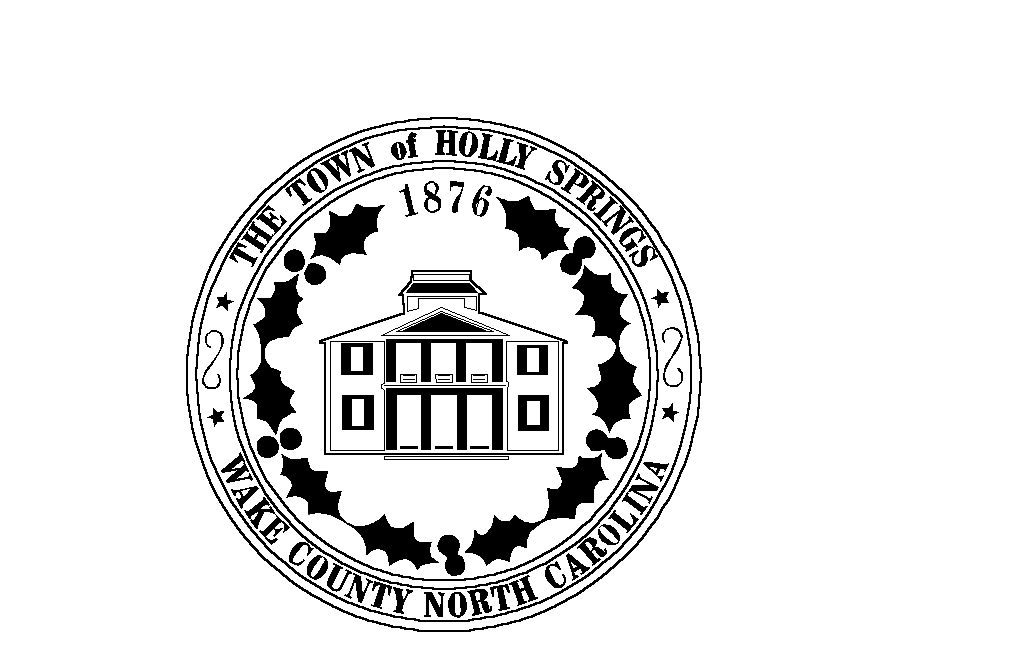 THE TOWN of HOLLY SPRINGS
1876
WAKE COUNTY NORTH CAROLINA